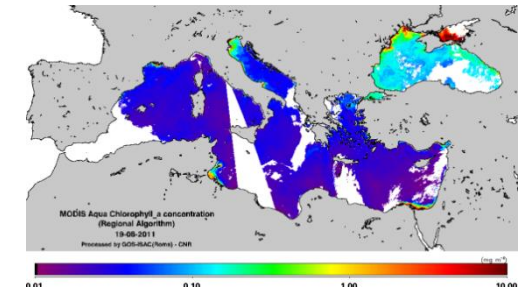 MODIS Aqua Chlorophyll_a concentration
(Regional Algorithm)
19-08-2011
Processed by GOS-ISAC(Rome) - CNR
(mg m⁻³)
0.01 0.10 1.00 10.00